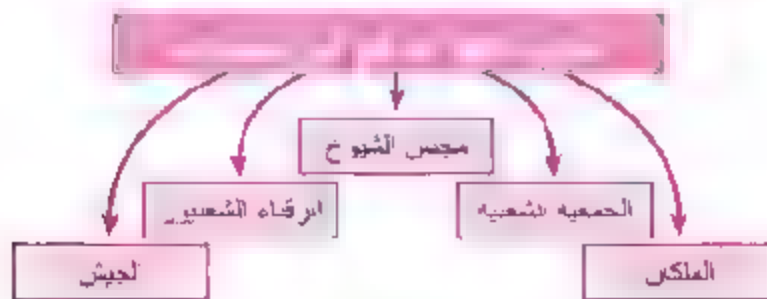 مجلس الشيوخ
الجمعية الشعبية
الرقباء الشعبيون
الملكان
الجيش